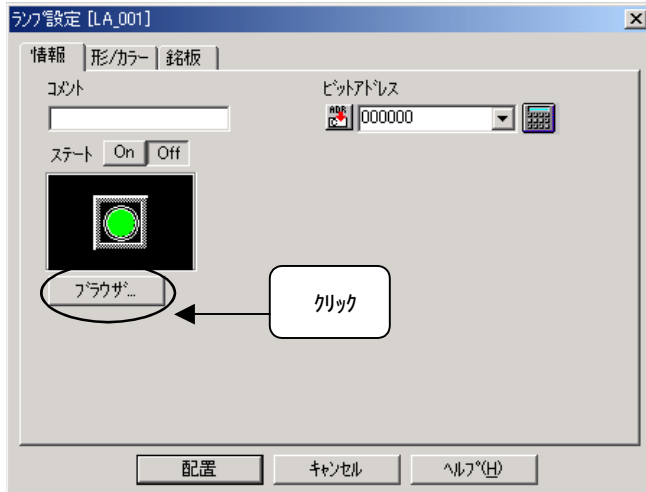 ランプ設定 [LA_001]
情報 形/カラー 銘板
コメント ビットアドレス
ADR 000000
ステート On Off
ブラウザ...
クリック
配置 キャンセル ヘルプ(H)